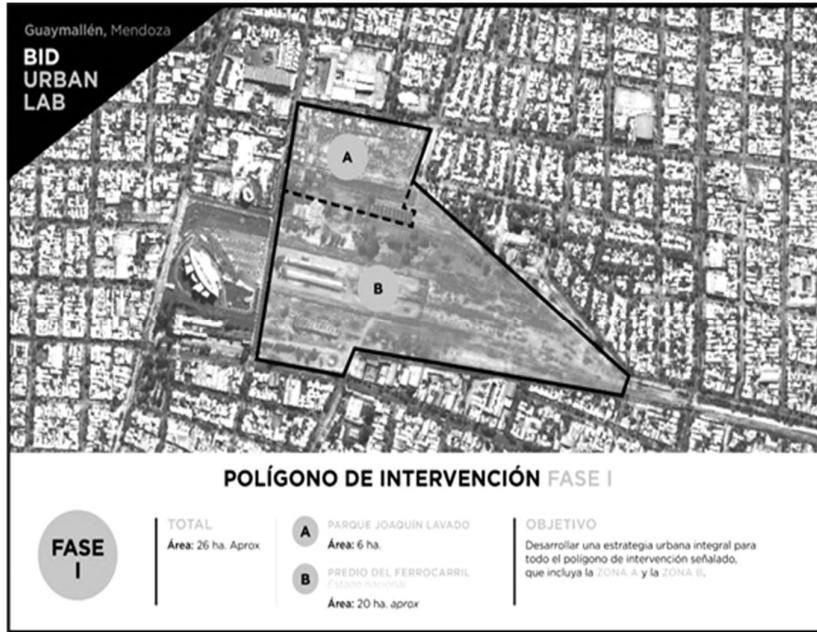 Guaymallén, Mendoza
BID
URBAN
LAB
A
B
POLÍGONO DE INTERVENCIÓN FASE I
FASE
I
TOTAL
Área: 26 ha. Aprox
A
PARQUE JOAQUÍN LAVADO
Área: 6 ha.
B
PREDIO DEL FERROCARRIL
Estado nacional
Área: 20 ha. aprox
OBJETIVO
Desarrollar una estrategia urbana integral para
todo el polígono de intervención señalado,
que incluya la ZONA A y la ZONA B.